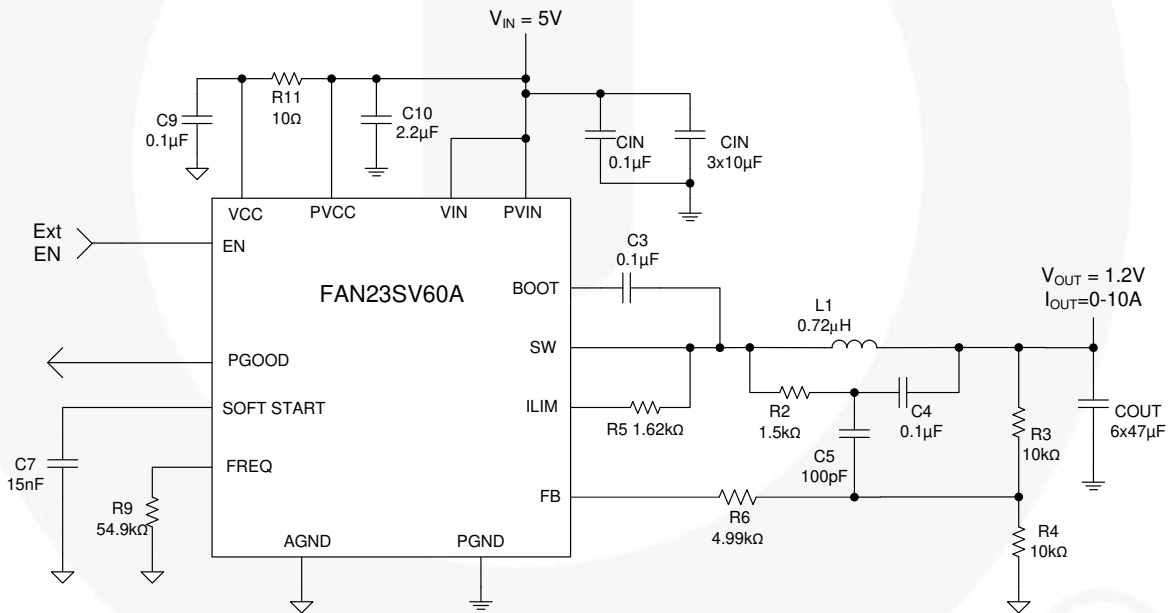 V_IN = 5V
R11
10Ω
C9
0.1µF
C10
2.2µF
CIN
0.1µF
CIN
3x10µF
VCC
PVCC
VIN
PVIN
Ext
EN
EN
FAN23SV60A
BOOT
C3
0.1µF
V_OUT = 1.2V
I_OUT=0-10A
L1
0.72µH
SW
PGOOD
SOFT START
ILIM
R5 1.62kΩ
R2
1.5kΩ
C4
0.1µF
C5
100pF
R3
10kΩ
COUT
6x47µF
C7
15nF
FREQ
R9
54.9kΩ
FB
R6
4.99kΩ
R4
10kΩ
AGND
PGND